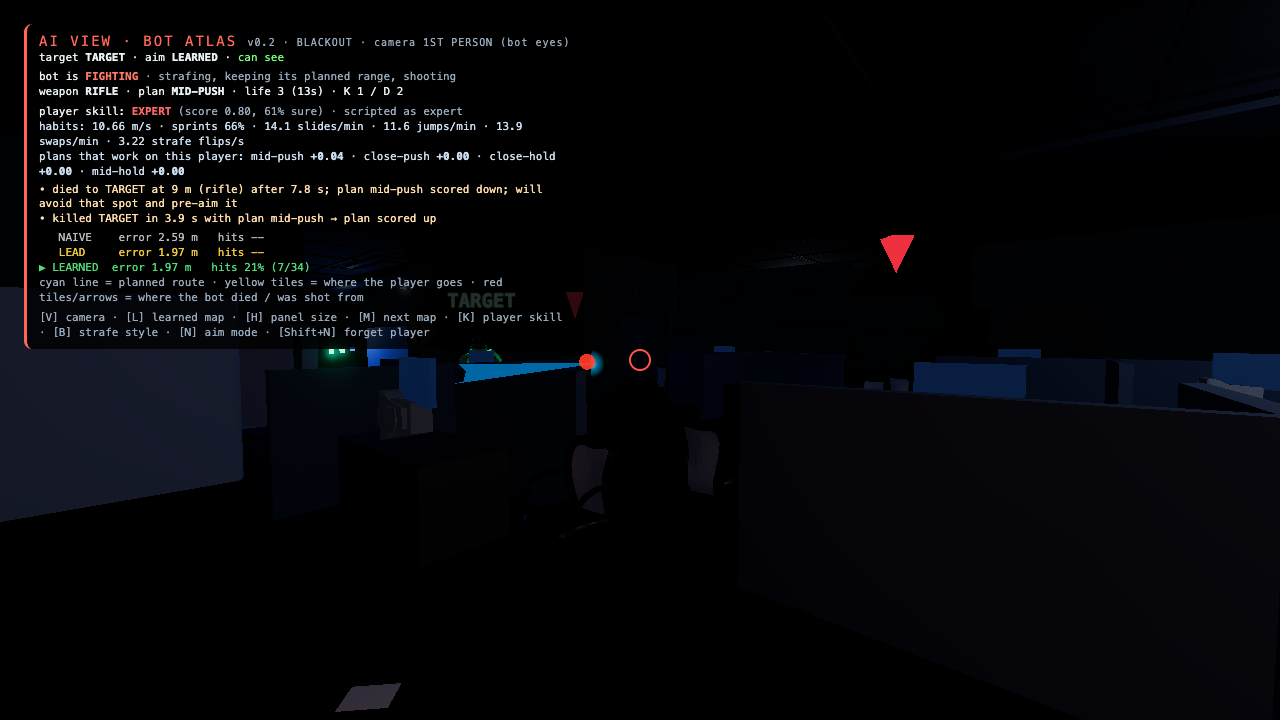 AI VIEW · BOT ATLAS v0.2 · BLACKOUT · camera 1ST PERSON (bot eyes)
target TARGET · aim LEARNED · can see
bot is FIGHTING · strafing, keeping its planned range, shooting
weapon RIFLE · plan MID-PUSH · life 3 (13s) · K 1 / D 2
player skill: EXPERT (score 0.80, 61% sure) · scripted as expert
habits: 10.66 m/s · sprints 66% · 14.1 slides/min · 11.6 jumps/min · 13.9
swaps/min · 3.22 strafe flips/s
plans that work on this player: mid-push +0.04 · close-push +0.00 · close-hold
+0.00 · mid-hold +0.00
• died to TARGET at 9 m (rifle) after 7.8 s; plan mid-push scored down; will
avoid that spot and pre-aim it
• killed TARGET in 3.9 s with plan mid-push → plan scored up
NAIVE error 2.59 m hits ——
LEAD error 1.97 m hits ——
▶ LEARNED error 1.97 m hits 21% (7/34)
cyan line = planned route · yellow tiles = where the player goes · red
tiles/arrows = where the bot died / was shot from
TARGET
[V] camera · [L] learned map · [H] panel size · [M] next map · [K] player skill
· [B] strafe style · [N] aim mode · [Shift+N] forget player